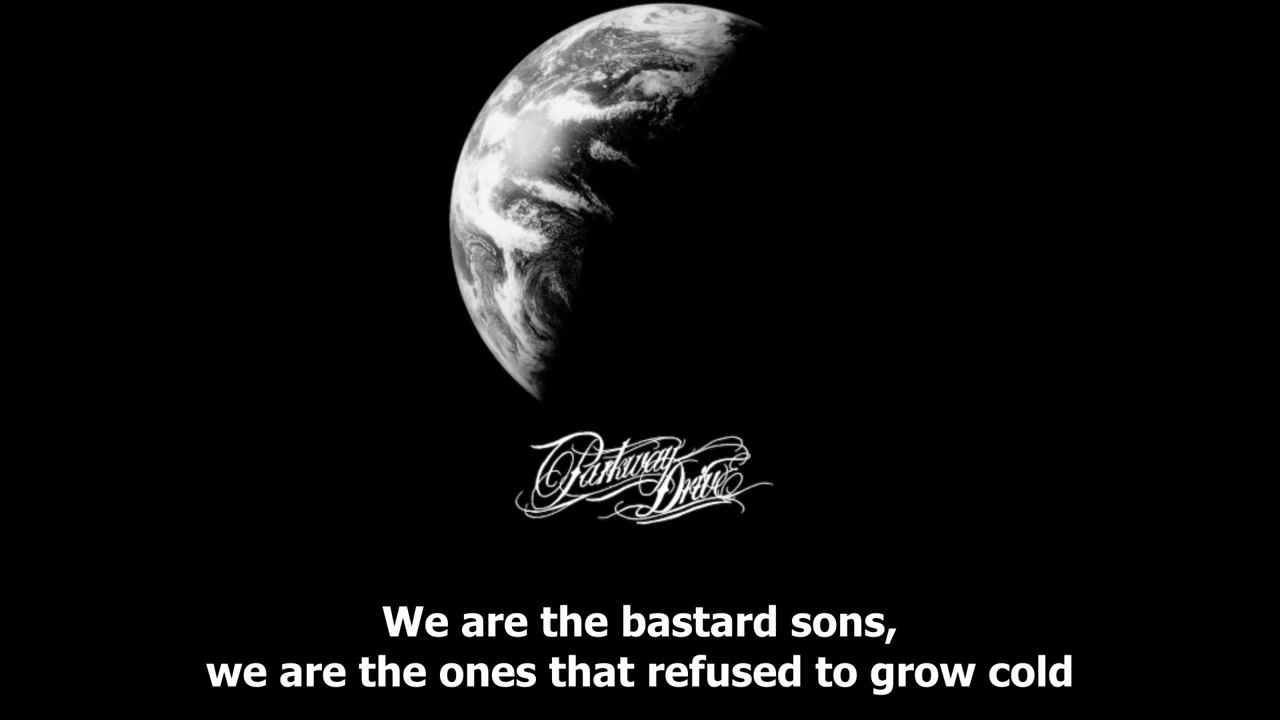 Parkway
Drive
We are the bastard sons,
we are the ones that refused to grow cold